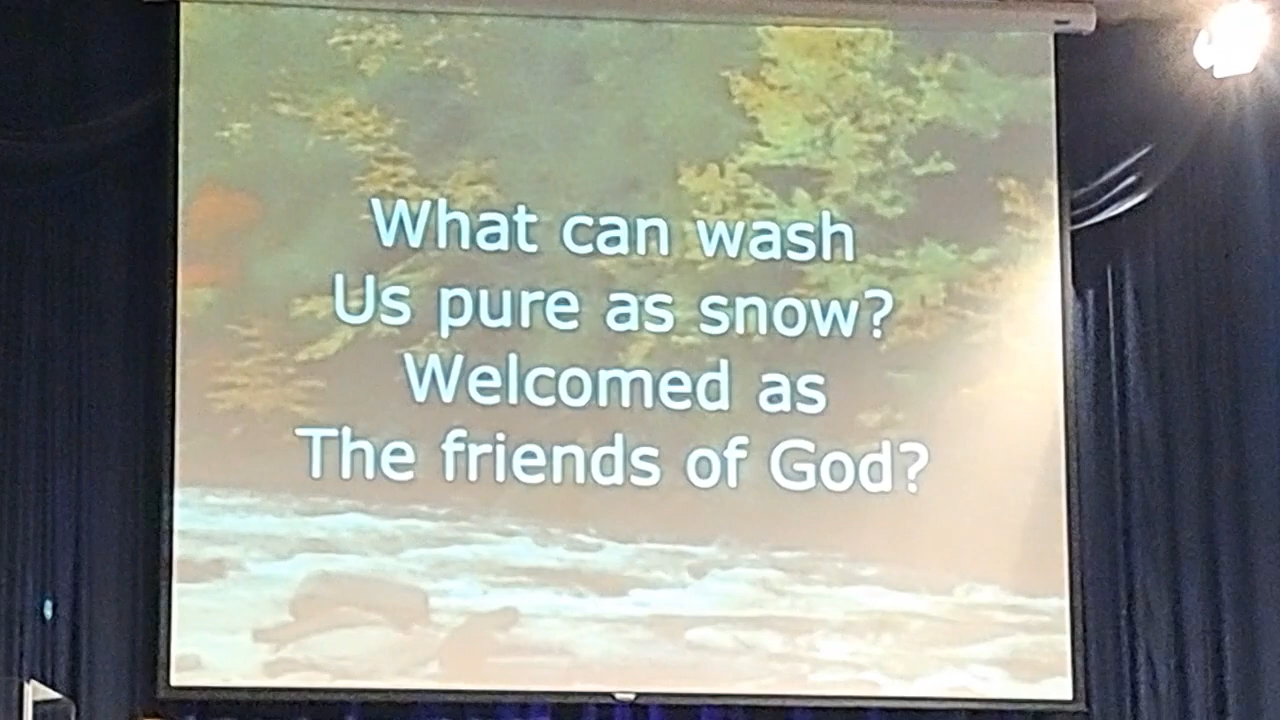 What can wash
Us pure as snow?
Welcomed as
The friends of God?